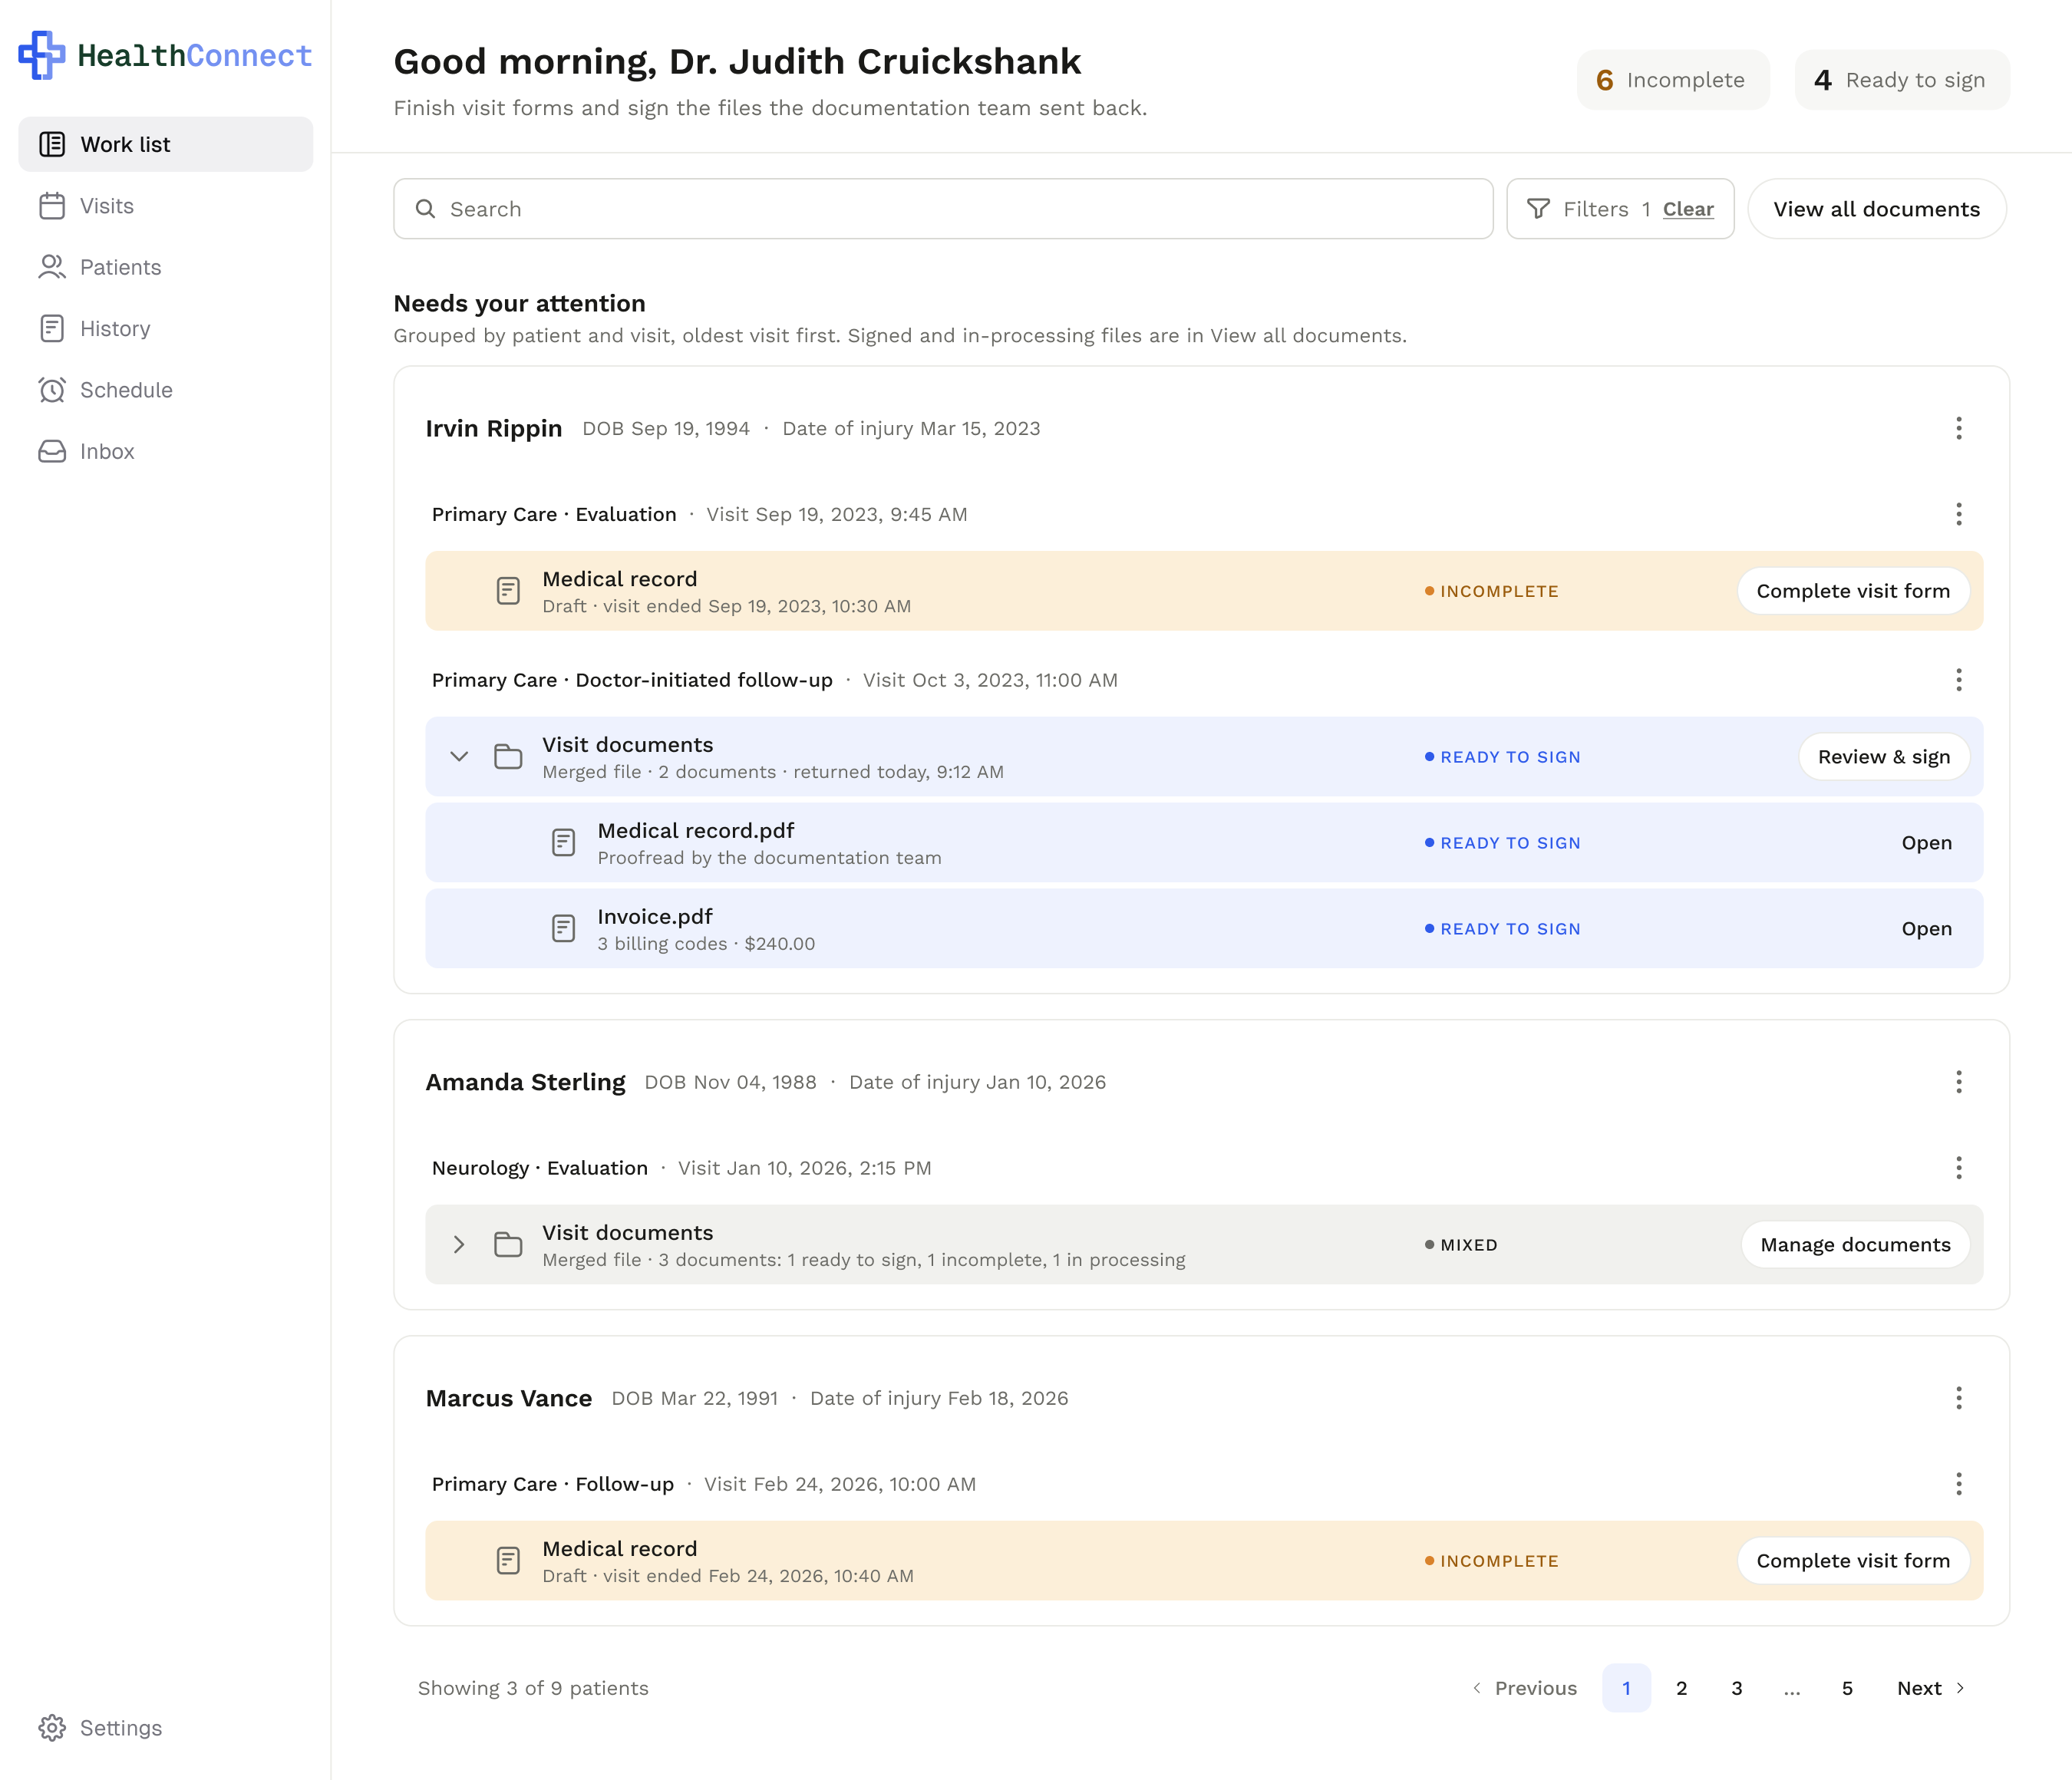 HealthConnect
Work list
Visits
Patients
History
Schedule
Inbox
Settings
Good morning, Dr. Judith Cruickshank
Finish visit forms and sign the files the documentation team sent back.
6 Incomplete
4 Ready to sign
Search
Filters 1 Clear
View all documents
Needs your attention
Grouped by patient and visit, oldest visit first. Signed and in-processing files are in View all documents.
Irvin Rippin DOB Sep 19, 1994 · Date of injury Mar 15, 2023
Primary Care · Evaluation · Visit Sep 19, 2023, 9:45 AM
Medical record
Draft · visit ended Sep 19, 2023, 10:30 AM
INCOMPLETE
Complete visit form
Primary Care · Doctor-initiated follow-up · Visit Oct 3, 2023, 11:00 AM
Visit documents
Merged file · 2 documents · returned today, 9:12 AM
READY TO SIGN
Review & sign
Medical record.pdf
Proofread by the documentation team
READY TO SIGN
Open
Invoice.pdf
3 billing codes · $240.00
READY TO SIGN
Open
Amanda Sterling DOB Nov 04, 1988 · Date of injury Jan 10, 2026
Neurology · Evaluation · Visit Jan 10, 2026, 2:15 PM
Visit documents
Merged file · 3 documents: 1 ready to sign, 1 incomplete, 1 in processing
MIXED
Manage documents
Marcus Vance DOB Mar 22, 1991 · Date of injury Feb 18, 2026
Primary Care · Follow-up · Visit Feb 24, 2026, 10:00 AM
Medical record
Draft · visit ended Feb 24, 2026, 10:40 AM
INCOMPLETE
Complete visit form
Showing 3 of 9 patients
Previous 1 2 3 ... 5 Next